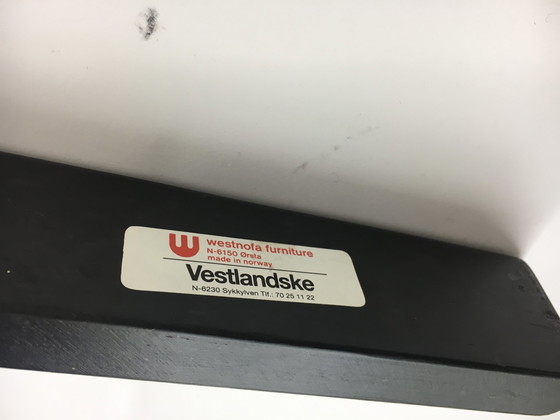 westnofa furniture
N-6150 Ørsta
made in norway.
Vestlandske
N-6230 Sykkylven Tlf.: 70 25 11 22